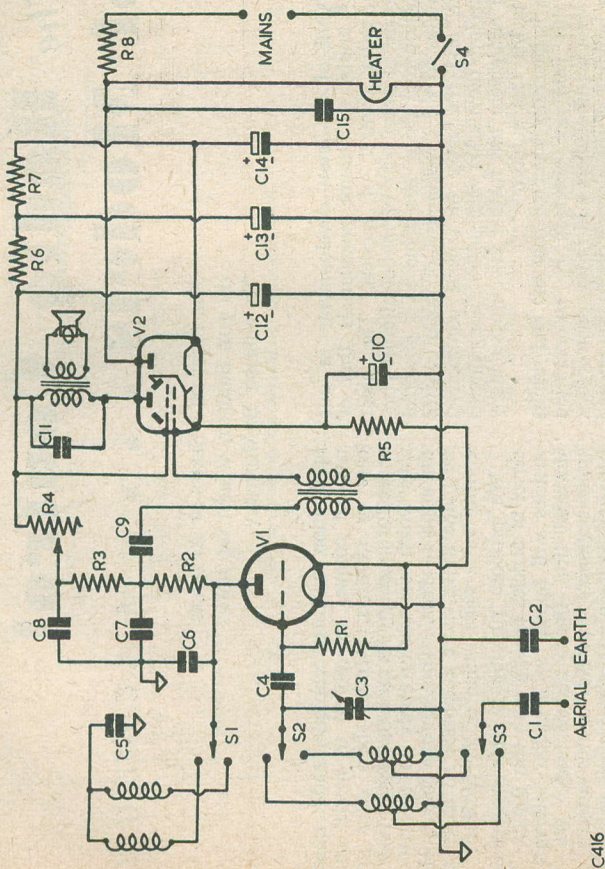 R8
MAINS
HEATER
S4
C15
R7
C14
+
-
C13
+
-
R6
C12
+
-
V2
C11
C10
+
-
R5
R4
C9
V1
R3
R2
C8
C7
C6
R1
C4
C3
C2
EARTH
C5
S1
S2
S3
C1
AERIAL
C416